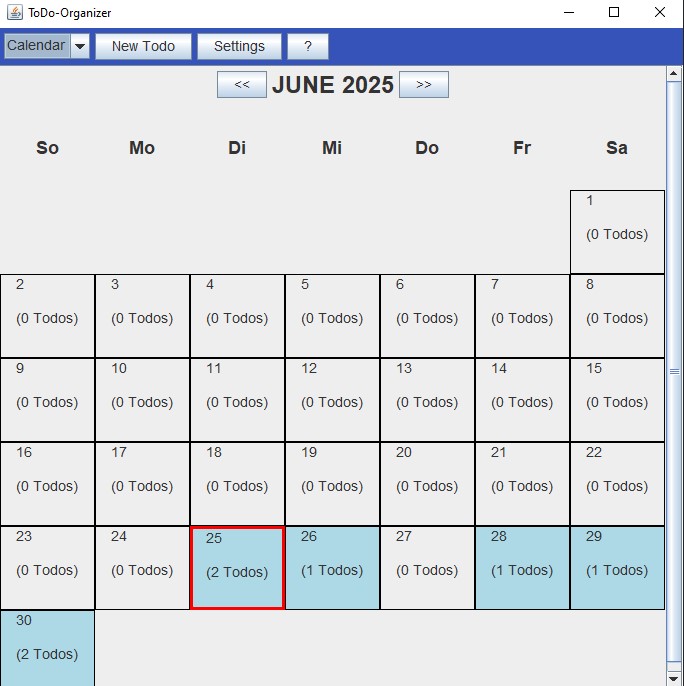 ToDo-Organizer
Calendar New Todo Settings ?
<< JUNE 2025 >>
So Mo Di Mi Do Fr Sa
1
(0 Todos)
2 3 4 5 6 7 8
(0 Todos) (0 Todos) (0 Todos) (0 Todos) (0 Todos) (0 Todos) (0 Todos)
9 10 11 12 13 14 15
(0 Todos) (0 Todos) (0 Todos) (0 Todos) (0 Todos) (0 Todos) (0 Todos)
16 17 18 19 20 21 22
(0 Todos) (0 Todos) (0 Todos) (0 Todos) (0 Todos) (0 Todos) (0 Todos)
23 24 25 26 27 28 29
(0 Todos) (0 Todos) (2 Todos) (1 Todos) (0 Todos) (1 Todos) (1 Todos)
30
(2 Todos)